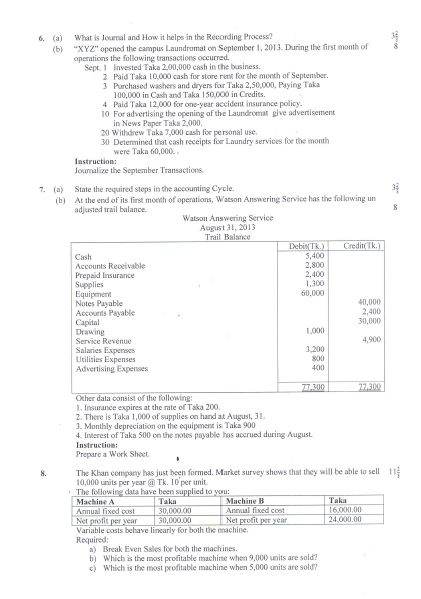 6. (a) What is Journal and How it helps in the Recording Process? 3⅔
(b) "XYZ" opened the campus Laundromat on September 1, 2013. During the first month of 8
operations the following transactions occurred.
Sept. 1 Invested Taka 2,00,000 cash in the business.
2 Paid Taka 10,000 cash for store rent for the month of September.
3 Purchased washers and dryers for Taka 2,50,000, Paying Taka
100,000 in Cash and Taka 150,000 in Credits.
4 Paid Taka 12,000 for one-year accident insurance policy.
10 For advertising the opening of the Laundromat give advertisement
in News Paper Taka 2,000.
20 Withdrew Taka 7,000 cash for personal use.
30 Determined that cash receipts for Laundry services for the month
were Taka 60,000. .
Instruction:
Journalize the September Transactions.
7. (a) State the required steps in the accounting Cycle. 3⅔
(b) At the end of its first month of operations, Watson Answering Service has the following un
adjusted trail balance. 8
Watson Answering Service
August 31, 2013
Trail Balance
Debit(Tk.) Credit(Tk.)
Cash 5,400
Accounts Receivable 2,800
Prepaid Insurance 2,400
Supplies 1,300
Equipment 60,000
Notes Payable 40,000
Accounts Payable 2,400
Capital 30,000
Drawing 1,000
Service Revenue 4,900
Salaries Expenses 3,200
Utilities Expenses 800
Advertising Expenses 400
77,300 77,300
Other data consist of the following:
1. Insurance expires at the rate of Taka 200.
2. There is Taka 1,000 of supplies on hand at August, 31.
3. Monthly depreciation on the equipment is Taka 900
4. Interest of Taka 500 on the notes payable has accrued during August.
Instruction:
Prepare a Work Sheet.
8. The Khan company has just been formed. Market survey shows that they will be able to sell 11⅔
10,000 units per year @ Tk. 10 per unit.
The following data have been supplied to you:
Machine A Taka Machine B Taka
Annual fixed cost 30,000.00 Annual fixed cost 16,000.00
Net profit per year 30,000.00 Net profit per year 24,000.00
Variable costs behave linearly for both the machine.
Required:
a) Break Even Sales for both the machines.
b) Which is the most profitable machine when 9,000 units are sold?
c) Which is the most profitable machine when 5,000 units are sold?